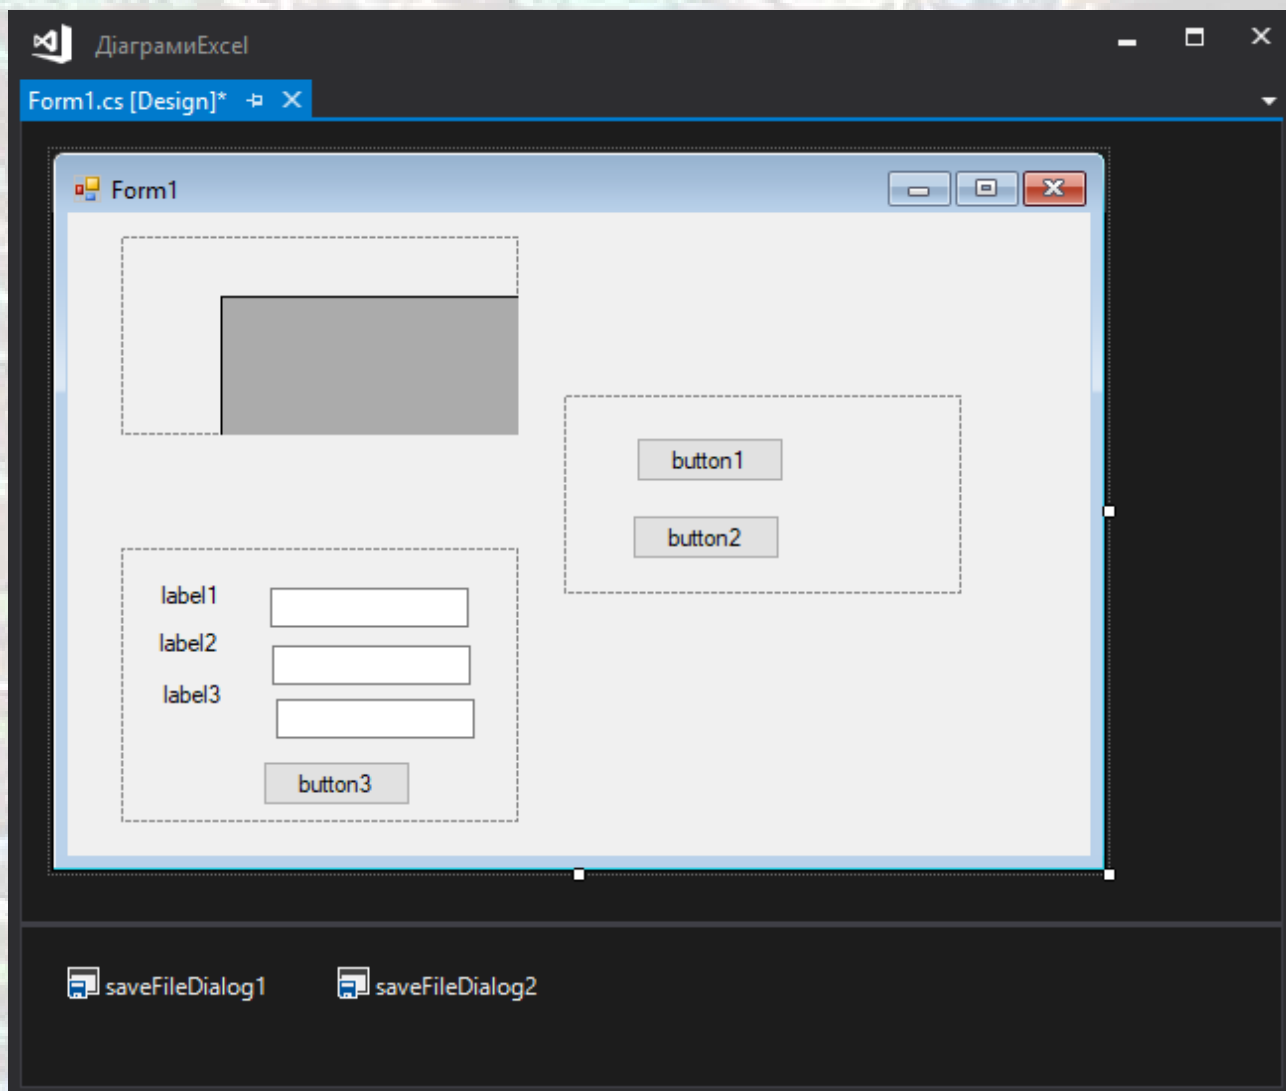 ДіаграмиExcel
Form1.cs [Design]*
Form1
button1
button2
label1
label2
label3
button3
saveFileDialog1 saveFileDialog2